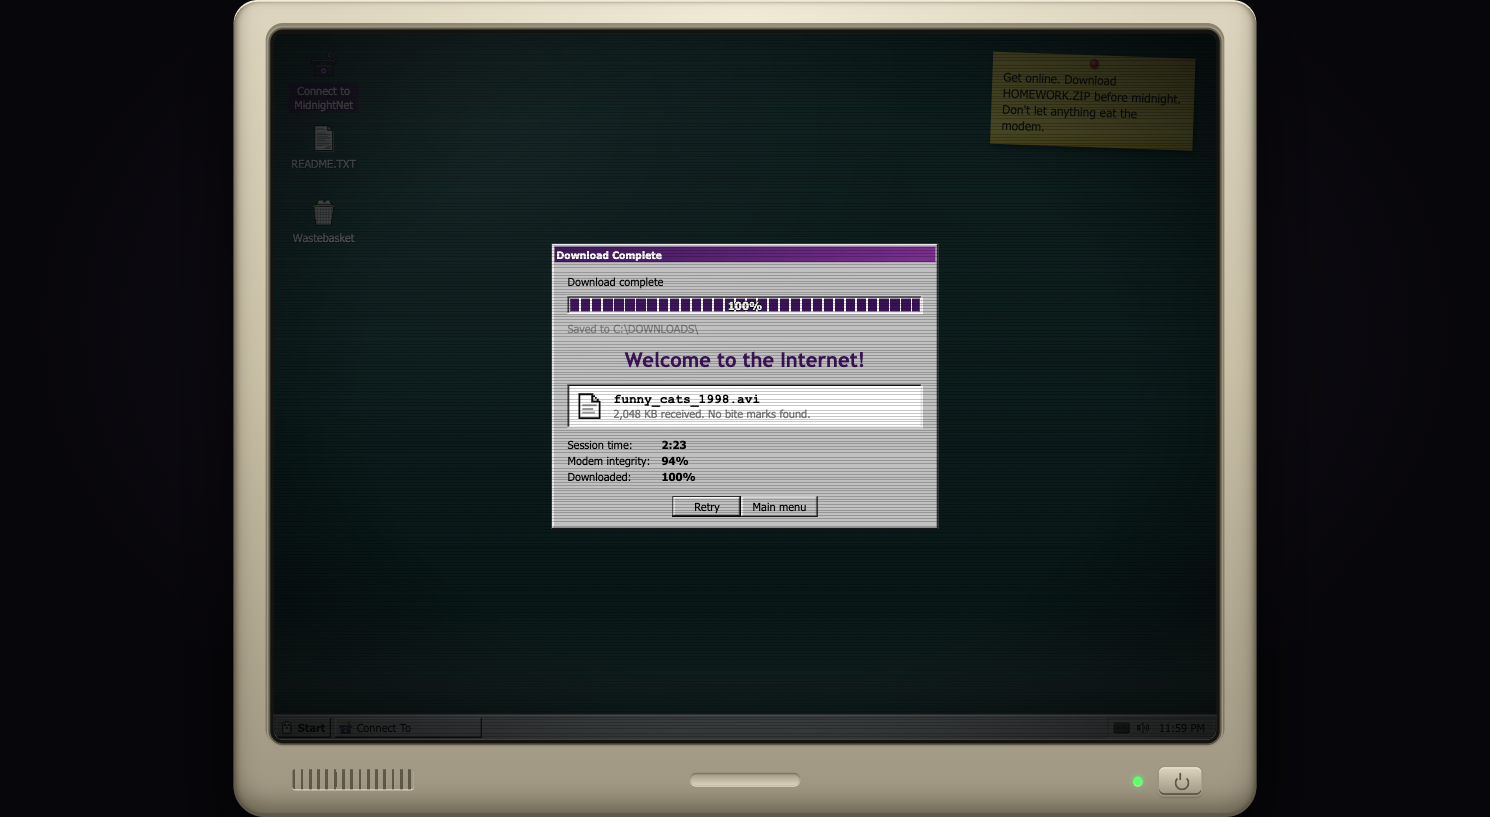 Connect to
MidnightNet
README.TXT
Wastebasket
Get online. Download
HOMEWORK.ZIP before midnight.
Don't let anything eat the
modem.
Download Complete
Download complete
100%
Saved to C:\DOWNLOADS\
Welcome to the Internet!
funny_cats_1998.avi
2,048 KB received. No bite marks found.
Session time: 2:23
Modem integrity: 94%
Downloaded: 100%
Retry Main menu
Start Connect To 11:59 PM